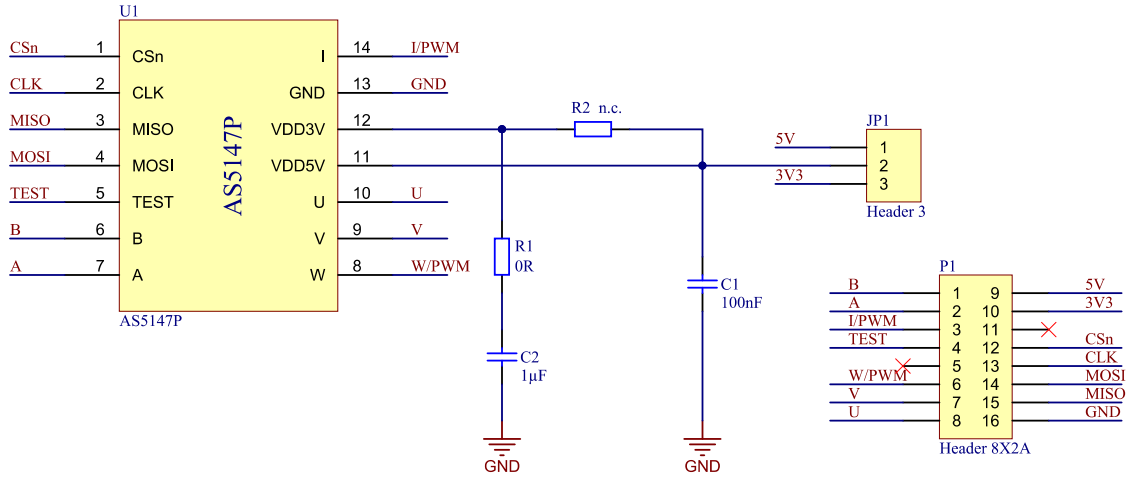 U1
CSn 1 CSn I 14 I/PWM
CLK 2 CLK GND 13 GND
MISO 3 MISO VDD3V 12
MOSI 4 MOSI VDD5V 11
TEST 5 TEST U 10 U
B 6 B V 9 V
A 7 A W 8 W/PWM
AS5147P
AS5147P
R2 n.c.
R1
0R
C2
1µF
GND
C1
100nF
GND
JP1
5V 1
2
3V3 3
Header 3
P1
B 1 9 5V
A 2 10 3V3
I/PWM 3 11
TEST 4 12 CSn
5 13 CLK
W/PWM 6 14 MOSI
V 7 15 MISO
U 8 16 GND
Header 8X2A